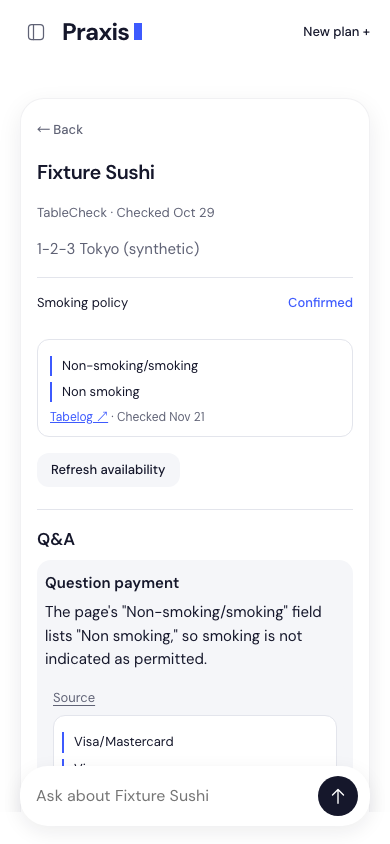 Praxis
New plan +
← Back
Fixture Sushi
TableCheck · Checked Oct 29
1-2-3 Tokyo (synthetic)
Smoking policy
Confirmed
Non-smoking/smoking
Non smoking
Tabelog ↗ · Checked Nov 21
Refresh availability
Q&A
Question payment
The page's "Non-smoking/smoking" field
lists "Non smoking," so smoking is not
indicated as permitted.
Source
Visa/Mastercard
Ask about Fixture Sushi